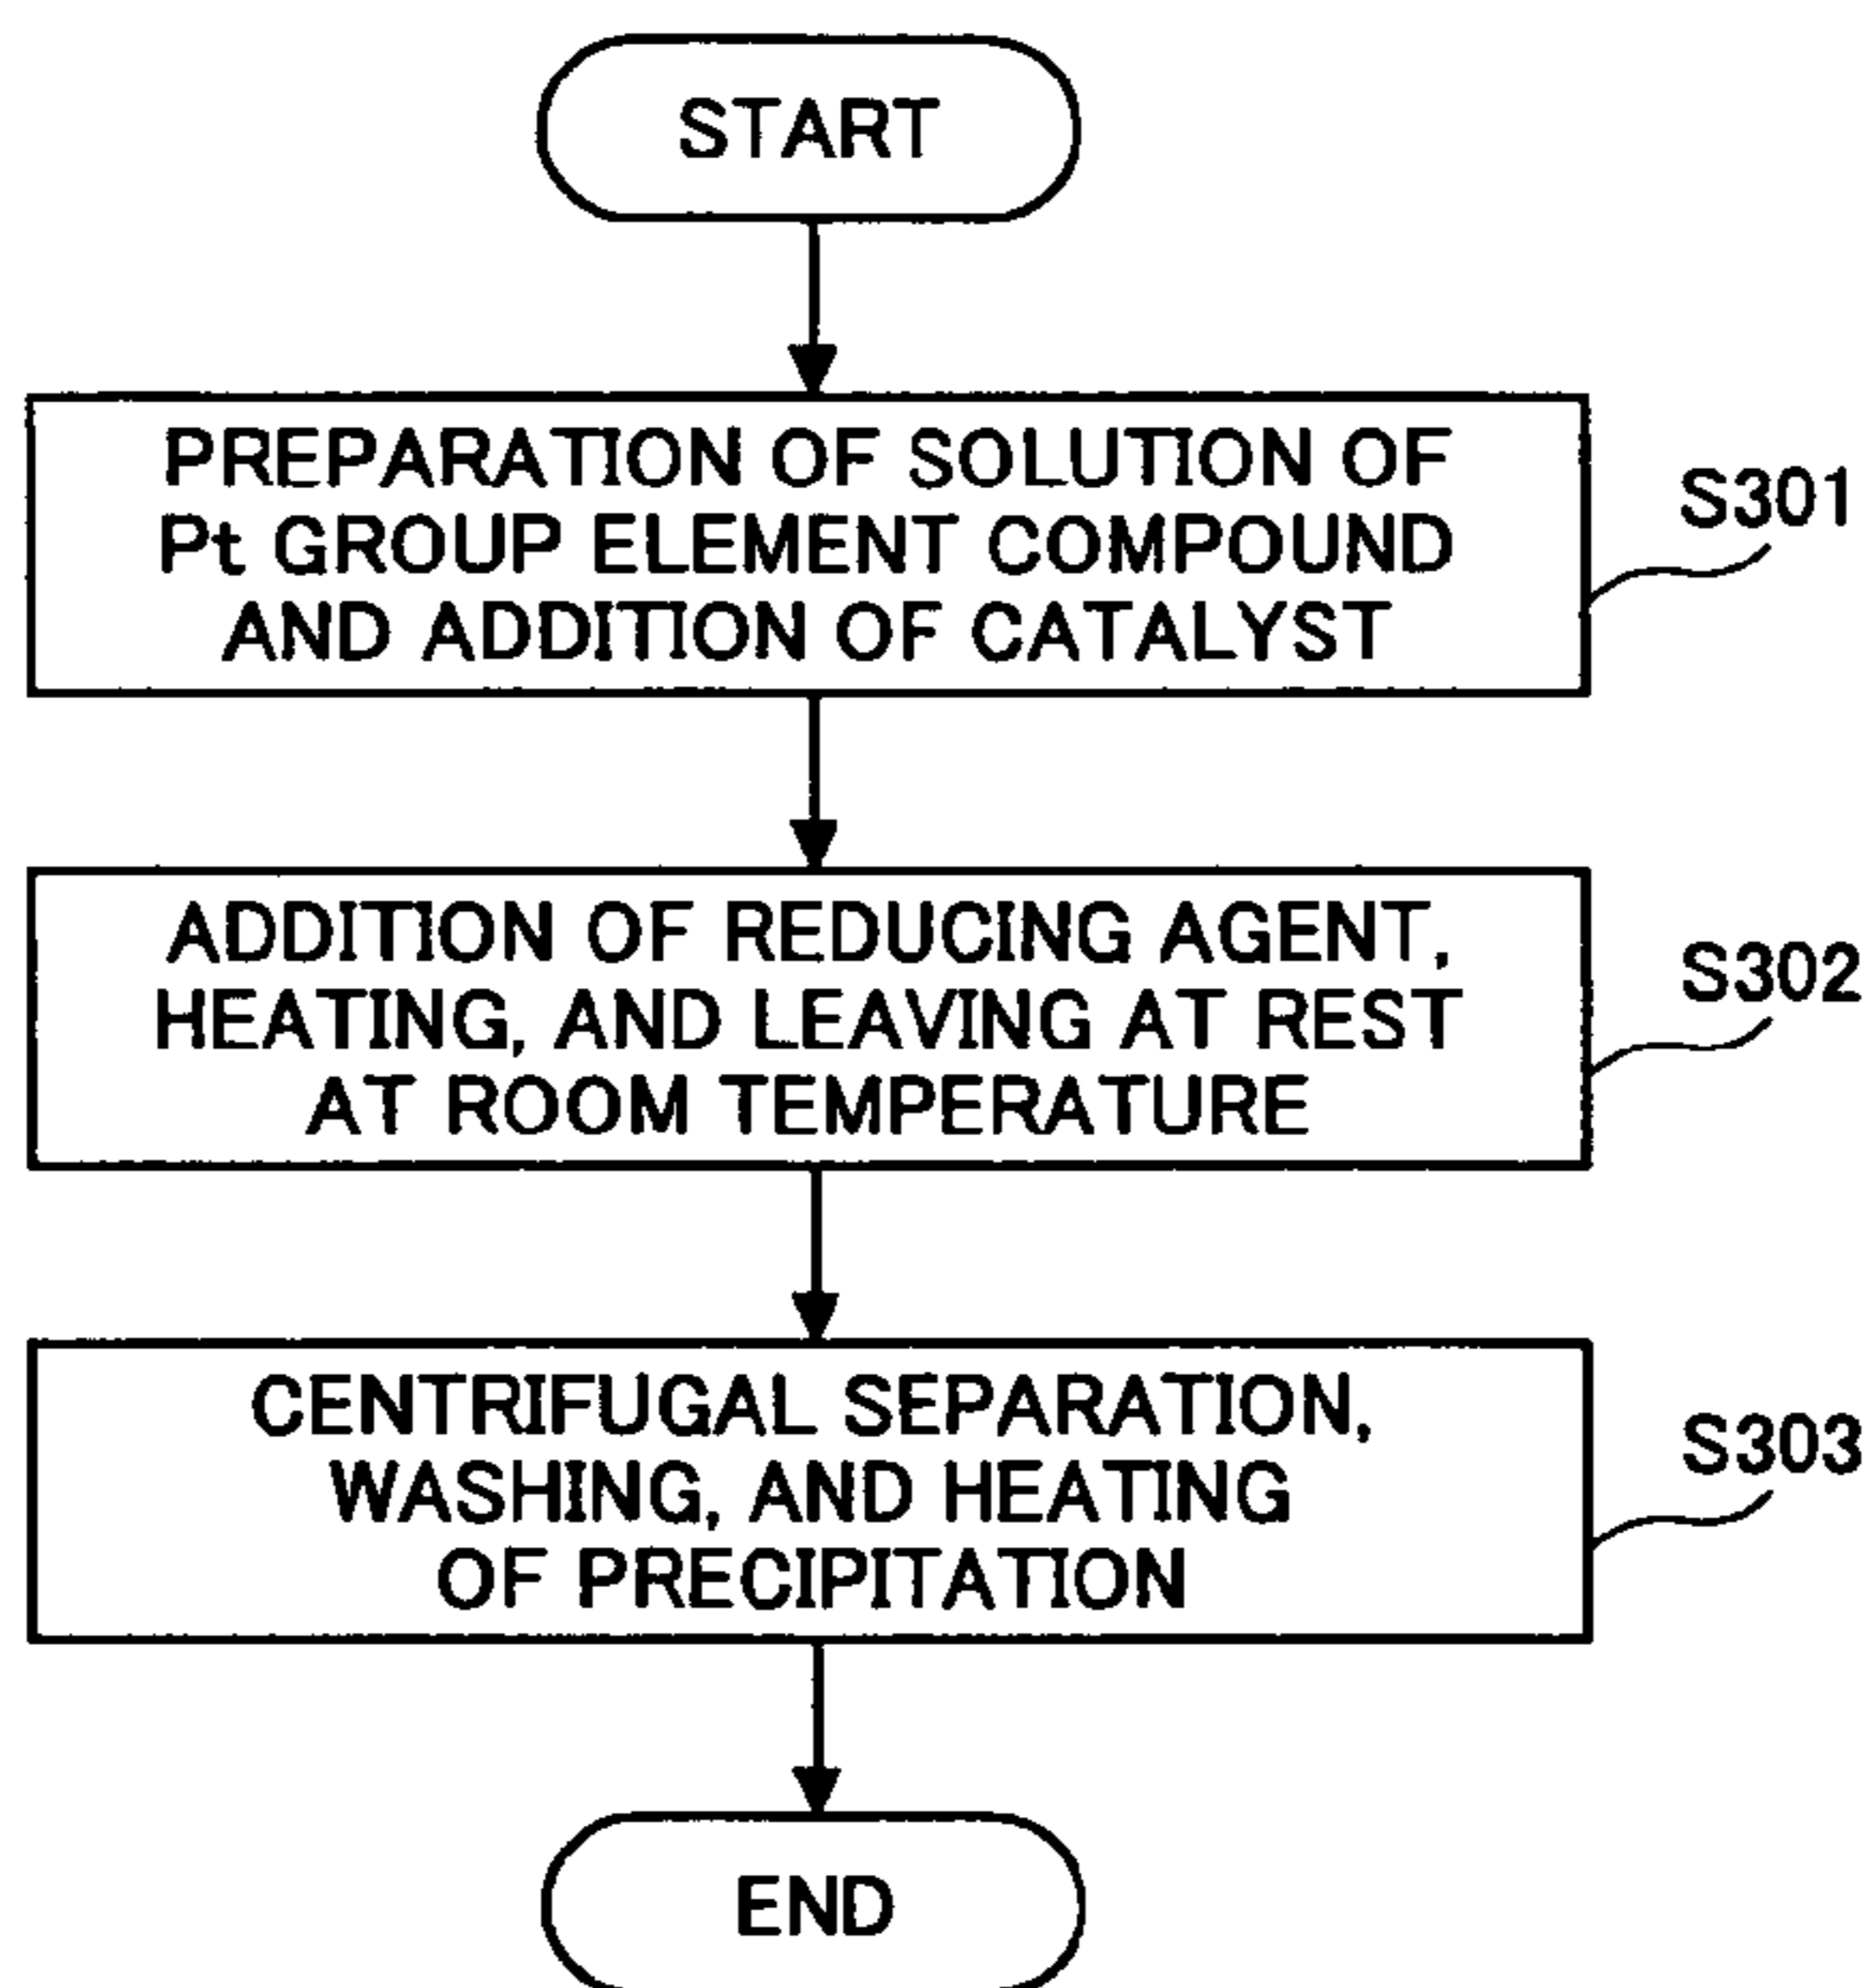 START
PREPARATION OF SOLUTION OF
Pt GROUP ELEMENT COMPOUND
AND ADDITION OF CATALYST
S301
ADDITION OF REDUCING AGENT,
HEATING, AND LEAVING AT REST
AT ROOM TEMPERATURE
S302
CENTRIFUGAL SEPARATION,
WASHING, AND HEATING
OF PRECIPITATION
S303
END